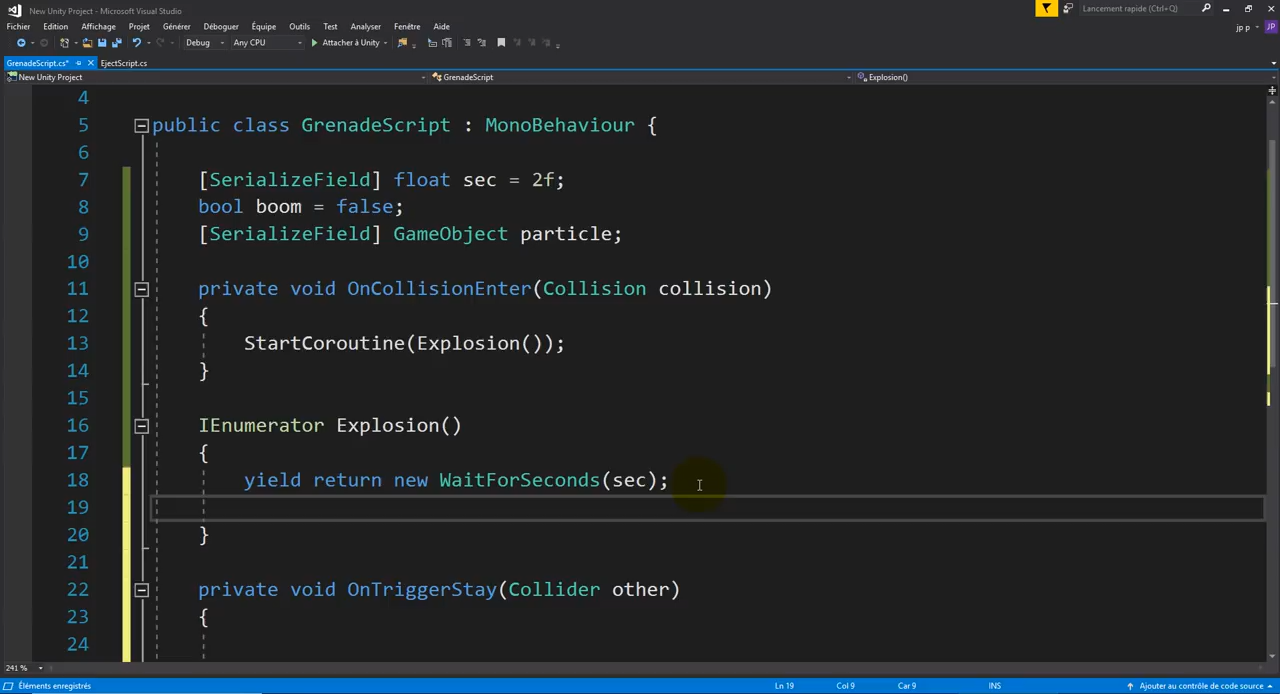 New Unity Project - Microsoft Visual Studio
Lancement rapide (Ctrl+Q)
Fichier Edition Affichage Projet Générer Déboguer Équipe Outils Test Analyser Fenêtre Aide
jp p JP
Debug Any CPU Attacher à Unity
GrenadeScript.cs* EjectScript.cs
New Unity Project GrenadeScript Explosion()
4
5 public class GrenadeScript : MonoBehaviour {
6
7 [SerializeField] float sec = 2f;
8 bool boom = false;
9 [SerializeField] GameObject particle;
10
11 private void OnCollisionEnter(Collision collision)
12 {
13 StartCoroutine(Explosion());
14 }
15
16 IEnumerator Explosion()
17 {
18 yield return new WaitForSeconds(sec);
19
20 }
21
22 private void OnTriggerStay(Collider other)
23 {
24
241 %
Éléments enregistrés Ln 19 Col 9 Car 9 INS Ajouter au contrôle de code source